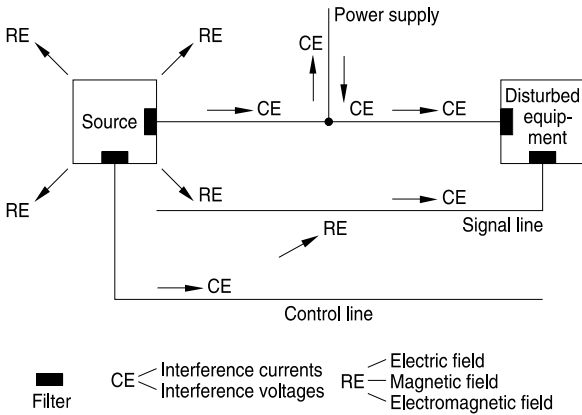 Power supply
RE
RE
CE
Source
CE
CE
CE
Disturbed
equip-
ment
RE
RE
CE
Signal line
RE
CE
Control line
Filter
CE
Interference currents
Interference voltages
RE
Electric field
Magnetic field
Electromagnetic field